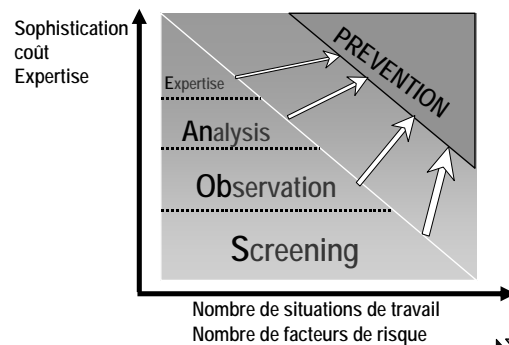 Sophistication
coût
Expertise
PREVENTION
Expertise
Analysis
Observation
Screening
Nombre de situations de travail
Nombre de facteurs de risque